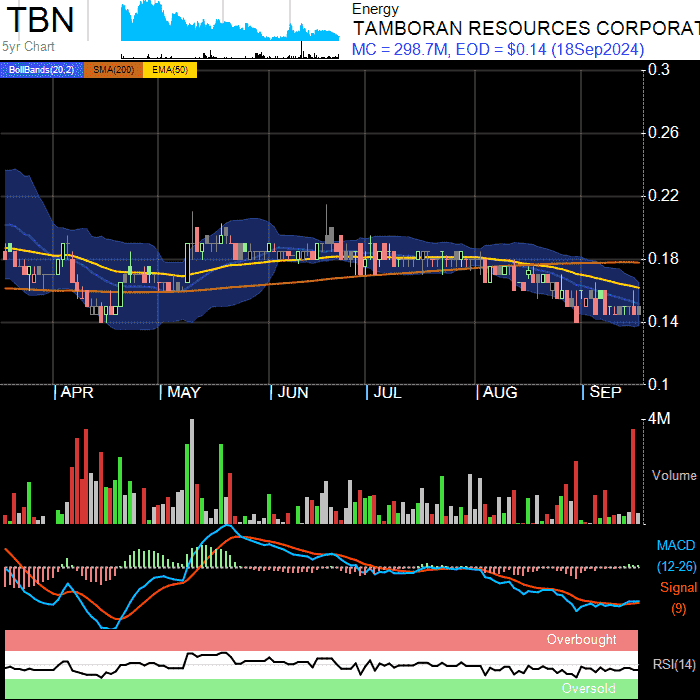 TBN
5yr Chart
Energy
TAMBORAN RESOURCES CORPORAT
MC = 298.7M, EOD = $0.14 (18Sep2024)
BollBands(20,2) SMA(200) EMA(50)
0.3
0.26
0.22
0.18
0.14
0.1
APR MAY JUN JUL AUG SEP
4M
Volume
MACD
(12-26)
Signal
(9)
Overbought
RSI(14)
Oversold